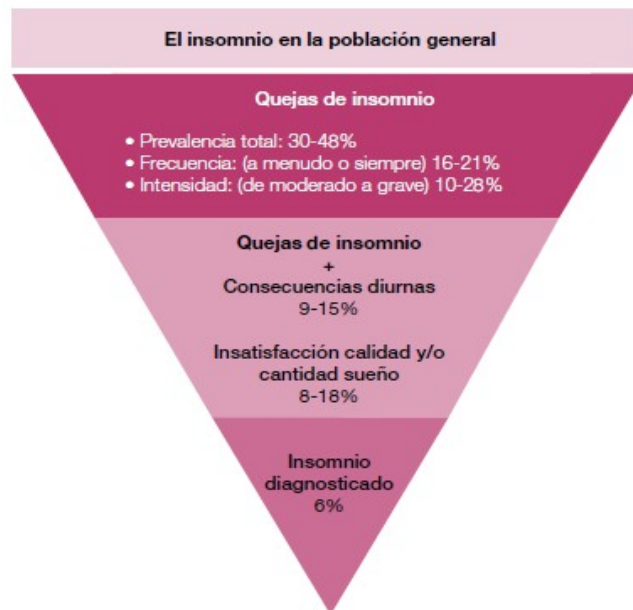 El insomnio en la población general
Quejas de insomnio
• Prevalencia total: 30-48%
• Frecuencia: (a menudo o siempre) 16-21%
• Intensidad: (de moderado a grave) 10-28%
Quejas de insomnio
+
Consecuencias diurnas
9-15%
Insatisfacción calidad y/o
cantidad sueño
8-18%
Insomnio
diagnosticado
6%